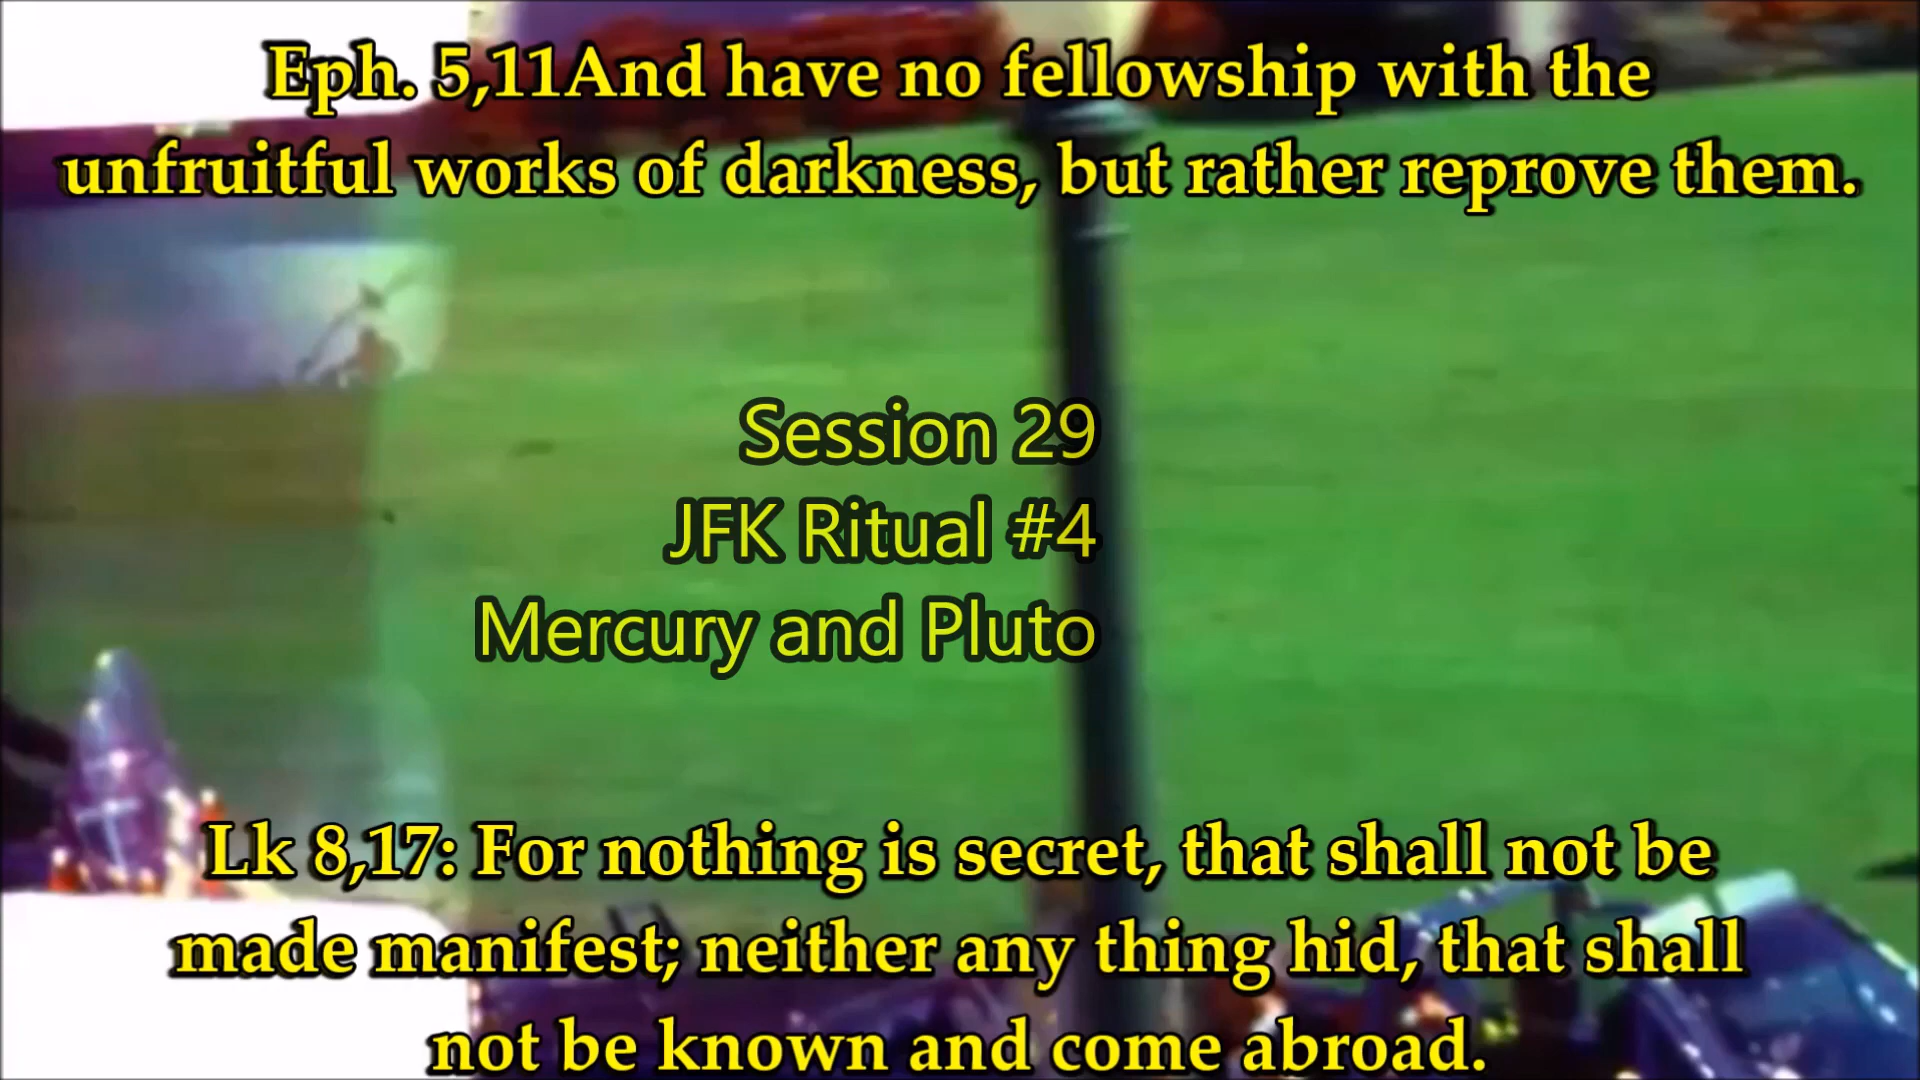 Eph. 5,11And have no fellowship with the
unfruitful works of darkness, but rather reprove them.
Session 29
JFK Ritual #4
Mercury and Pluto
Lk 8,17: For nothing is secret, that shall not be
made manifest; neither any thing hid, that shall
not be known and come abroad.